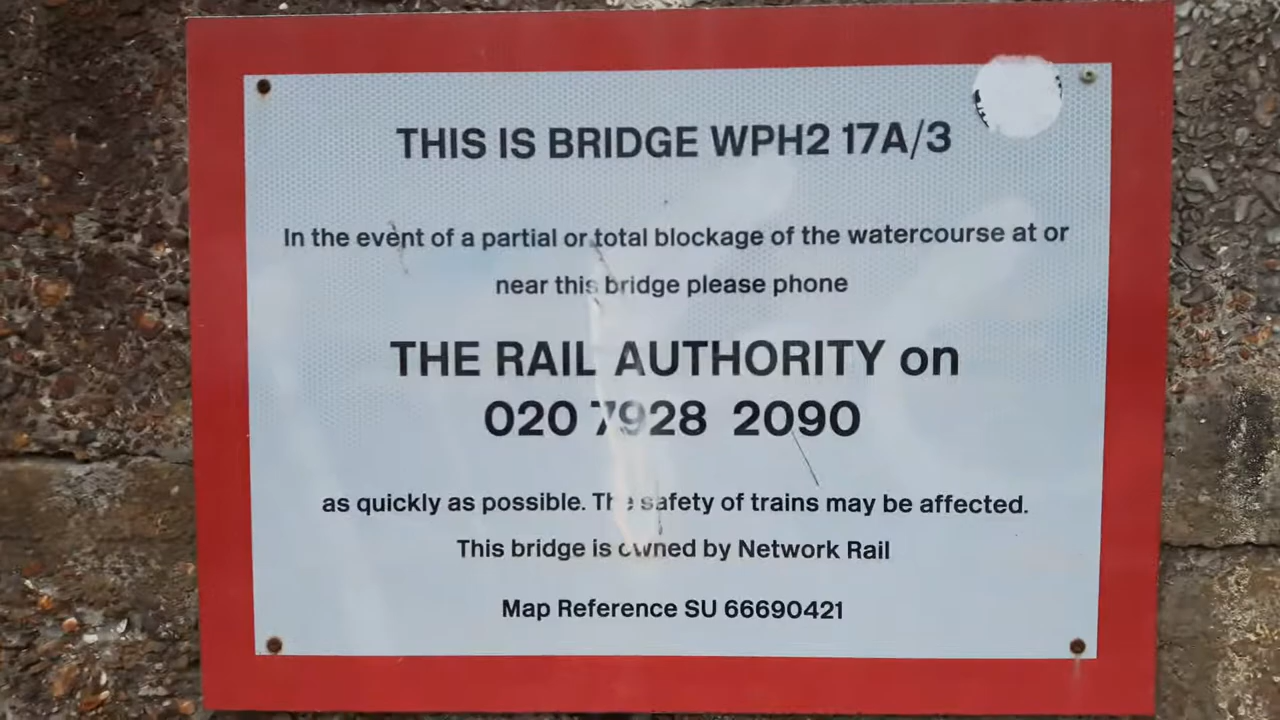 THIS IS BRIDGE WPH2 17A/3
In the event of a partial or total blockage of the watercourse at or
near this bridge please phone
THE RAIL AUTHORITY on
020 7928 2090
as quickly as possible. The safety of trains may be affected.
This bridge is owned by Network Rail
Map Reference SU 66690421